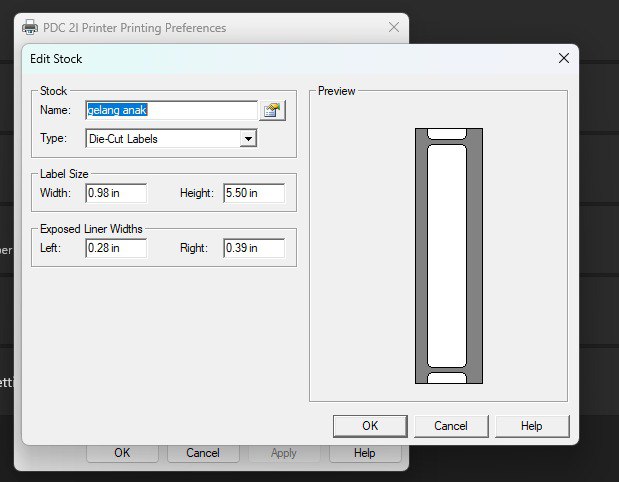 PDC 2I Printer Printing Preferences
Edit Stock
Stock
Name: gelang anak
Type: Die-Cut Labels
Label Size
Width: 0.98 in Height: 5.50 in
Exposed Liner Widths
Left: 0.28 in Right: 0.39 in
Preview
OK Cancel Help
OK Cancel Apply Help
per
etti